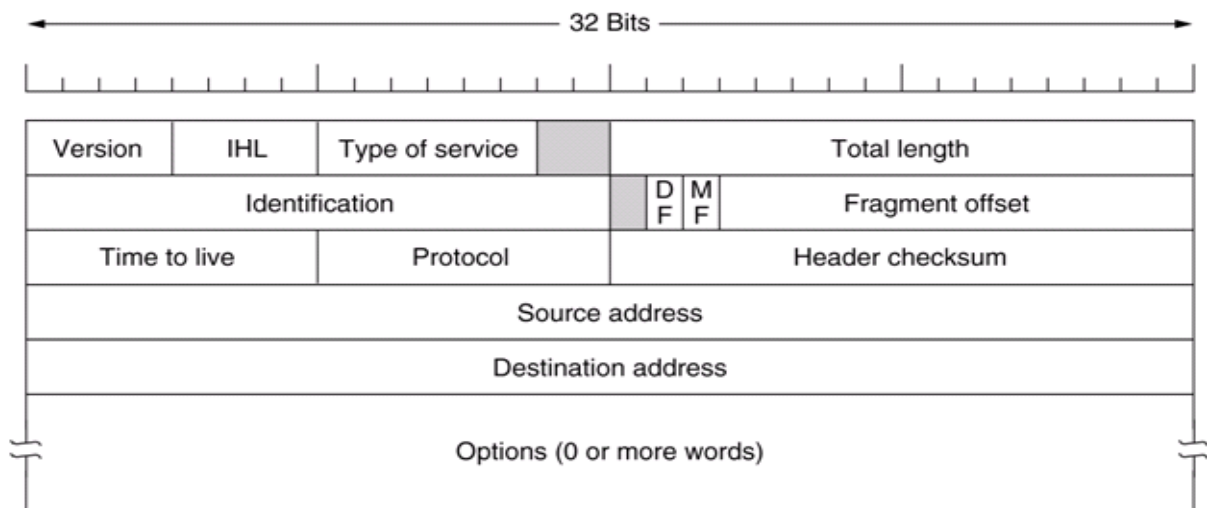 32 Bits
Version IHL Type of service Total length
Identification D F M F Fragment offset
Time to live Protocol Header checksum
Source address
Destination address
Options (0 or more words)